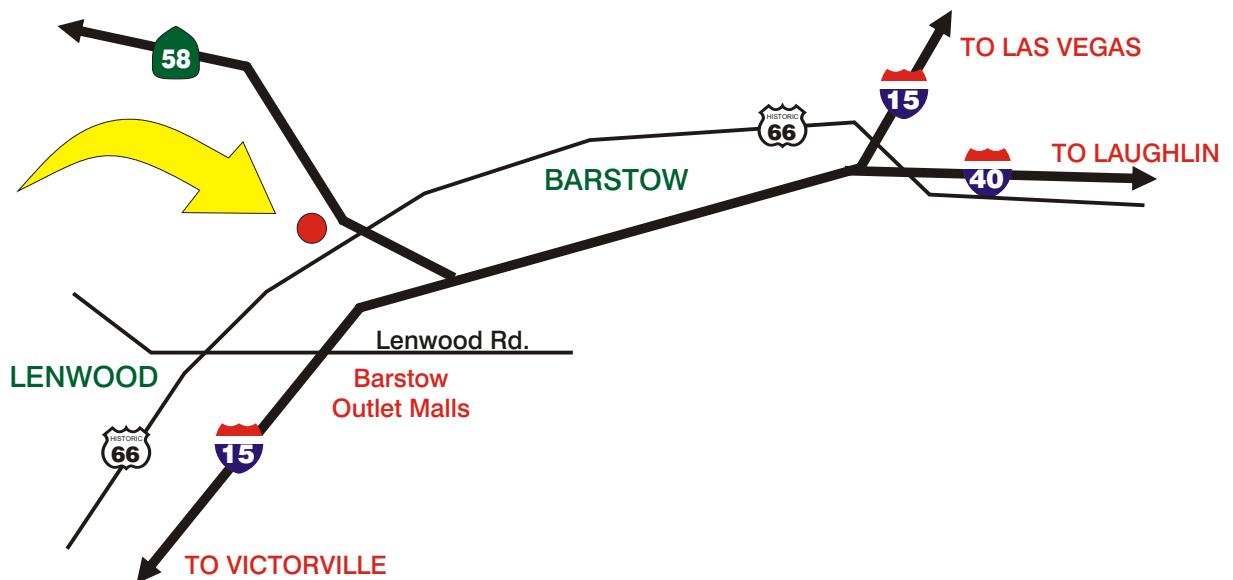 58
TO LAS VEGAS
15
HISTORIC
66
TO LAUGHLIN
40
BARSTOW
Lenwood Rd.
LENWOOD
Barstow
Outlet Malls
HISTORIC
66
15
TO VICTORVILLE